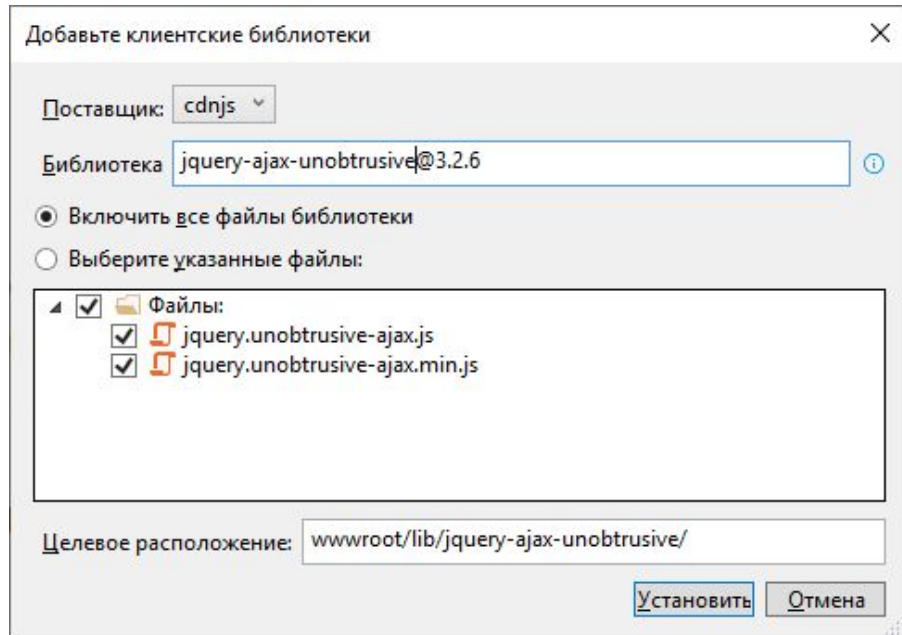 Добавьте клиентские библиотеки
Поставщик: cdnjs
Библиотека jquery-ajax-unobtrusive@3.2.6
Включить все файлы библиотеки
Выберите указанные файлы:
Файлы:
jquery.unobtrusive-ajax.js
jquery.unobtrusive-ajax.min.js
Целевое расположение: wwwroot/lib/jquery-ajax-unobtrusive/
Установить Отмена